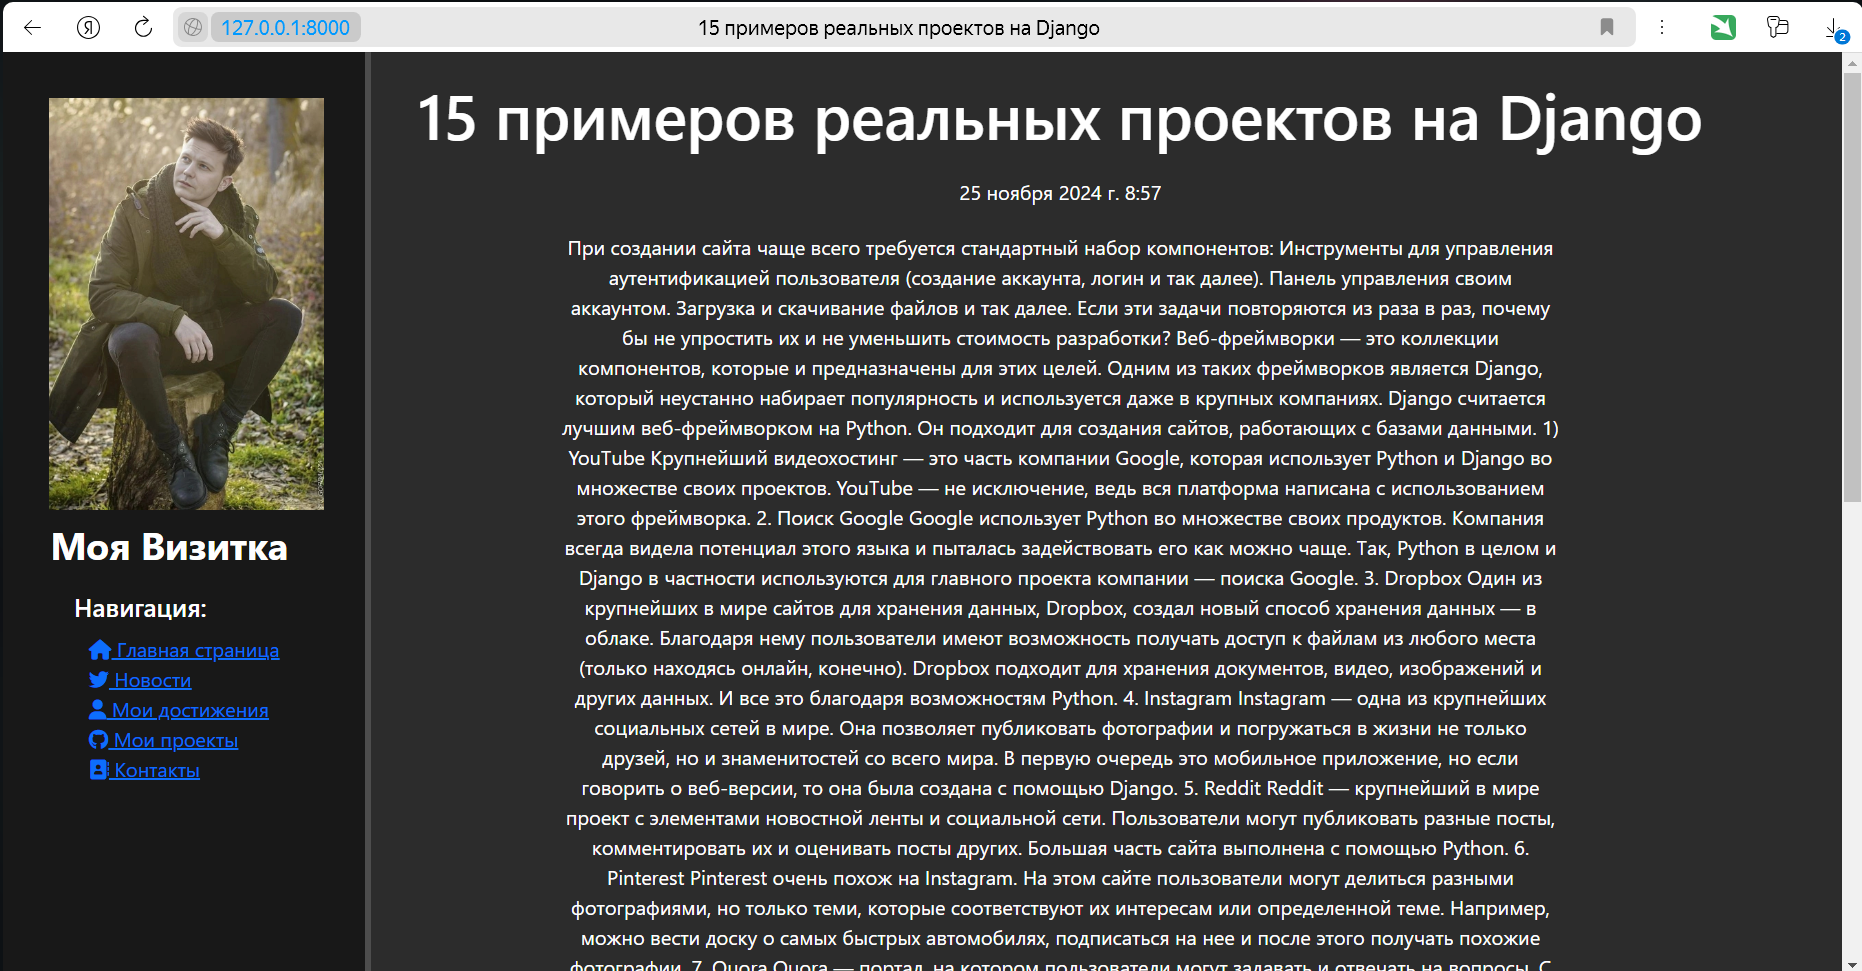 127.0.0.1:8000
15 примеров реальных проектов на Django
2
Моя Визитка
Навигация:
Главная страница
Новости
Мои достижения
Мои проекты
Контакты
15 примеров реальных проектов на Django
25 ноября 2024 г. 8:57
При создании сайта чаще всего требуется стандартный набор компонентов: Инструменты для управления
аутентификацией пользователя (создание аккаунта, логин и так далее). Панель управления своим
аккаунтом. Загрузка и скачивание файлов и так далее. Если эти задачи повторяются из раза в раз, почему
бы не упростить их и не уменьшить стоимость разработки? Веб-фреймворки — это коллекции
компонентов, которые и предназначены для этих целей. Одним из таких фреймворков является Django,
который неустанно набирает популярность и используется даже в крупных компаниях. Django считается
лучшим веб-фреймворком на Python. Он подходит для создания сайтов, работающих с базами данными. 1)
YouTube Крупнейший видеохостинг — это часть компании Google, которая использует Python и Django во
множестве своих проектов. YouTube — не исключение, ведь вся платформа написана с использованием
этого фреймворка. 2. Поиск Google Google использует Python во множестве своих продуктов. Компания
всегда видела потенциал этого языка и пыталась задействовать его как можно чаще. Так, Python в целом и
Django в частности используются для главного проекта компании — поиска Google. 3. Dropbox Один из
крупнейших в мире сайтов для хранения данных, Dropbox, создал новый способ хранения данных — в
облаке. Благодаря нему пользователи имеют возможность получать доступ к файлам из любого места
(только находясь онлайн, конечно). Dropbox подходит для хранения документов, видео, изображений и
других данных. И все это благодаря возможностям Python. 4. Instagram Instagram — одна из крупнейших
социальных сетей в мире. Она позволяет публиковать фотографии и погружаться в жизни не только
друзей, но и знаменитостей со всего мира. В первую очередь это мобильное приложение, но если
говорить о веб-версии, то она была создана с помощью Django. 5. Reddit Reddit — крупнейший в мире
проект с элементами новостной ленты и социальной сети. Пользователи могут публиковать разные посты,
комментировать их и оценивать посты других. Большая часть сайта выполнена с помощью Python. 6.
Pinterest Pinterest очень похож на Instagram. На этом сайте пользователи могут делиться разными
фотографиями, но только теми, которые соответствуют их интересам или определенной теме. Например,
можно вести доску о самых быстрых автомобилях, подписаться на нее и после этого получать похожие
фотографии. 7. Quora Quora — портал, на котором пользователи могут задавать и отвечать на вопросы. С